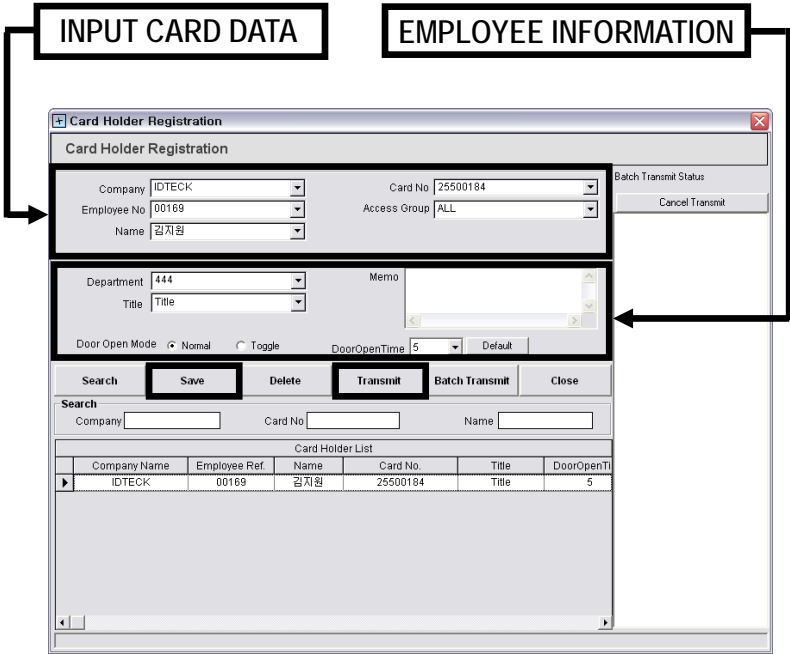 INPUT CARD DATA
EMPLOYEE INFORMATION
Card Holder Registration
Card Holder Registration
Company IDTECK Card No 25500184
Employee No 00169 Access Group ALL
Name 김지원
Batch Transmit Status
Cancel Transmit
Department 444 Memo
Title Title
Door Open Mode Normal Toggle DoorOpenTime 5 Default
Search Save Delete Transmit Batch Transmit Close
Search
Company Card No Name
Card Holder List
Company Name Employee Ref. Name Card No. Title DoorOpenTi
IDTECK 00169 김지원 25500184 Title 5